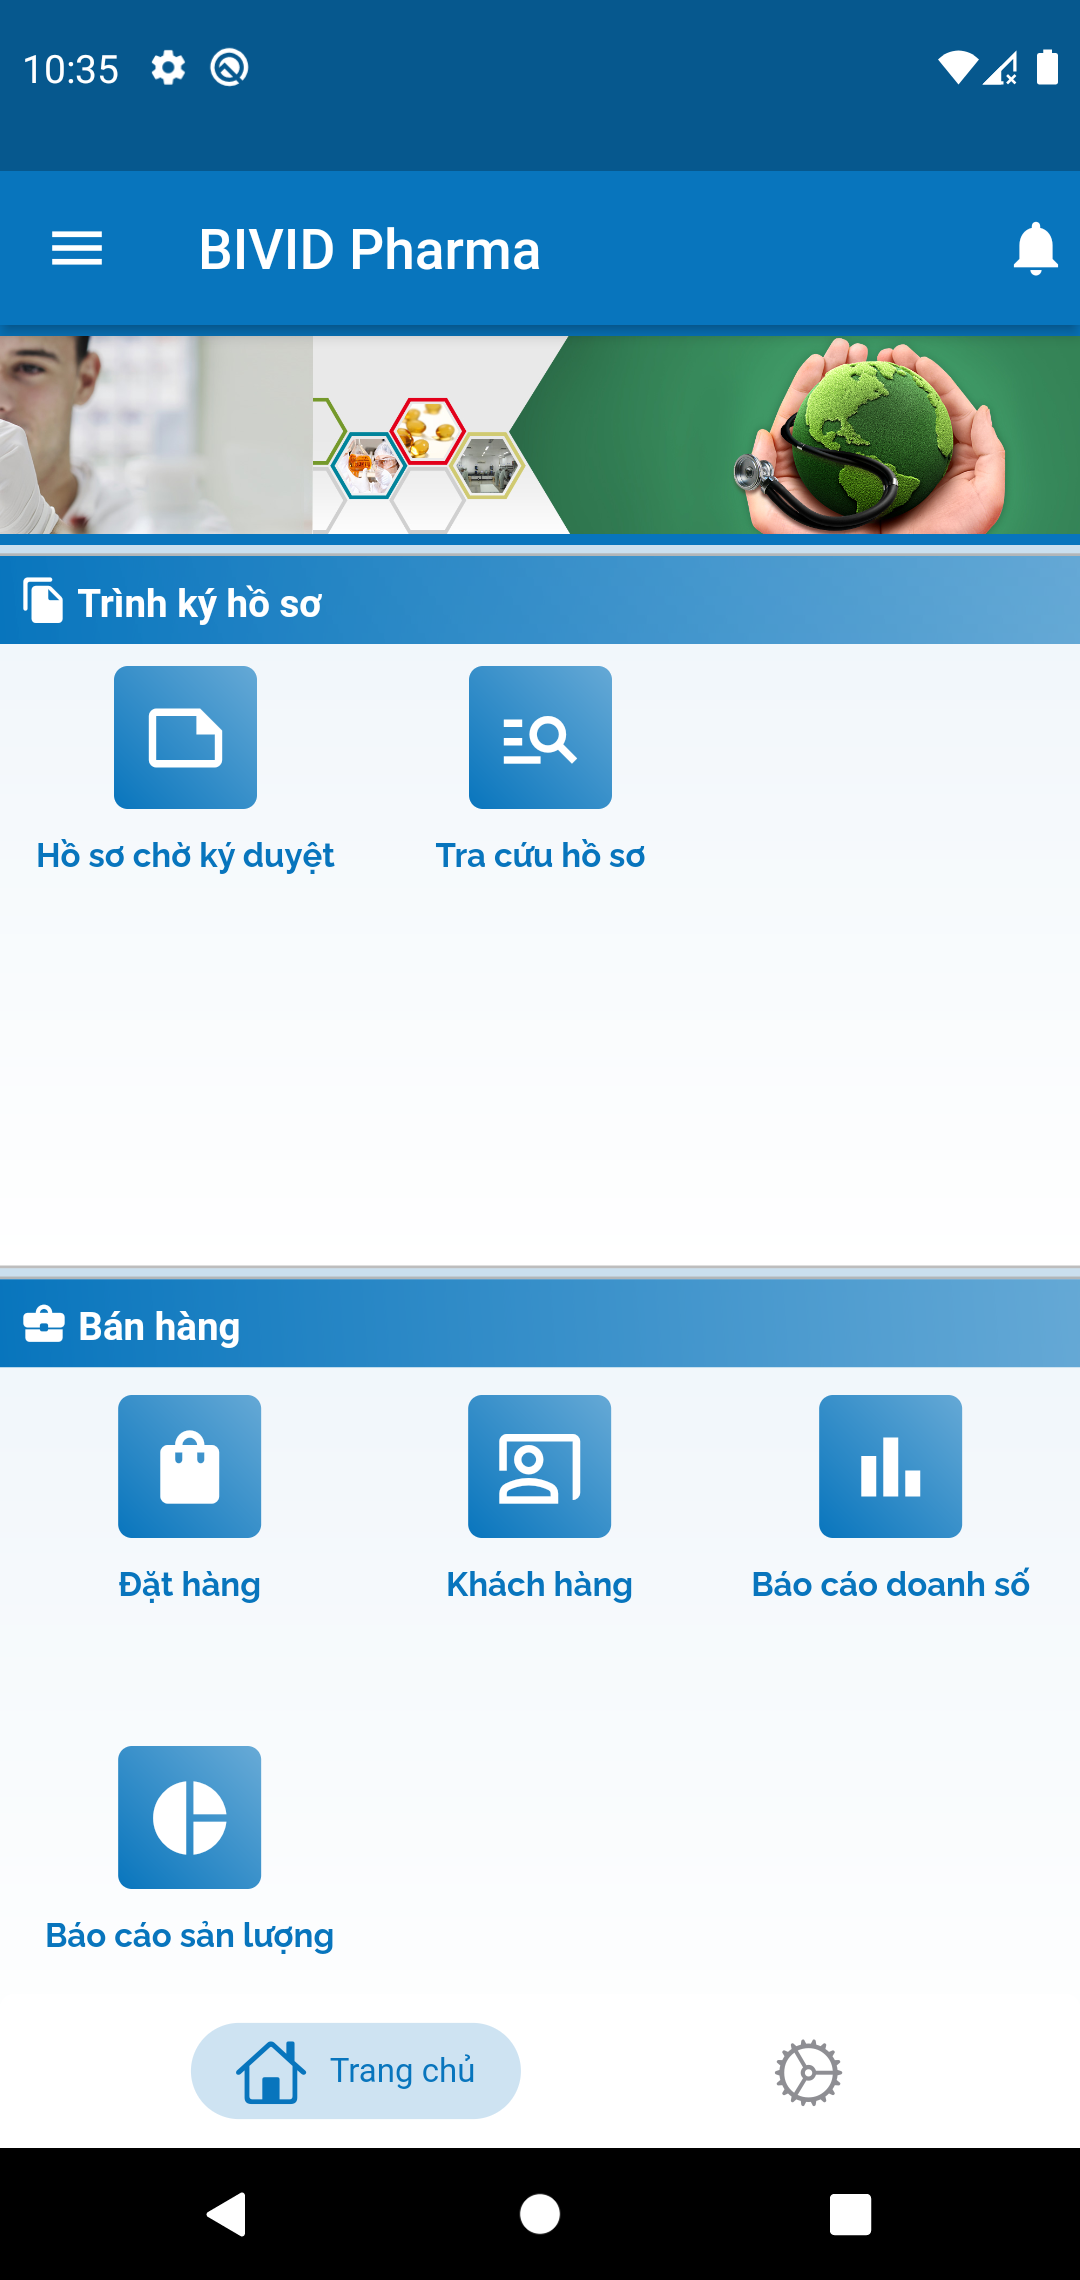 10:35
BIVID Pharma
Trình ký hồ sơ
Hồ sơ chờ ký duyệt
Tra cứu hồ sơ
Bán hàng
Đặt hàng
Khách hàng
Báo cáo doanh số
Báo cáo sản lượng
Trang chủ